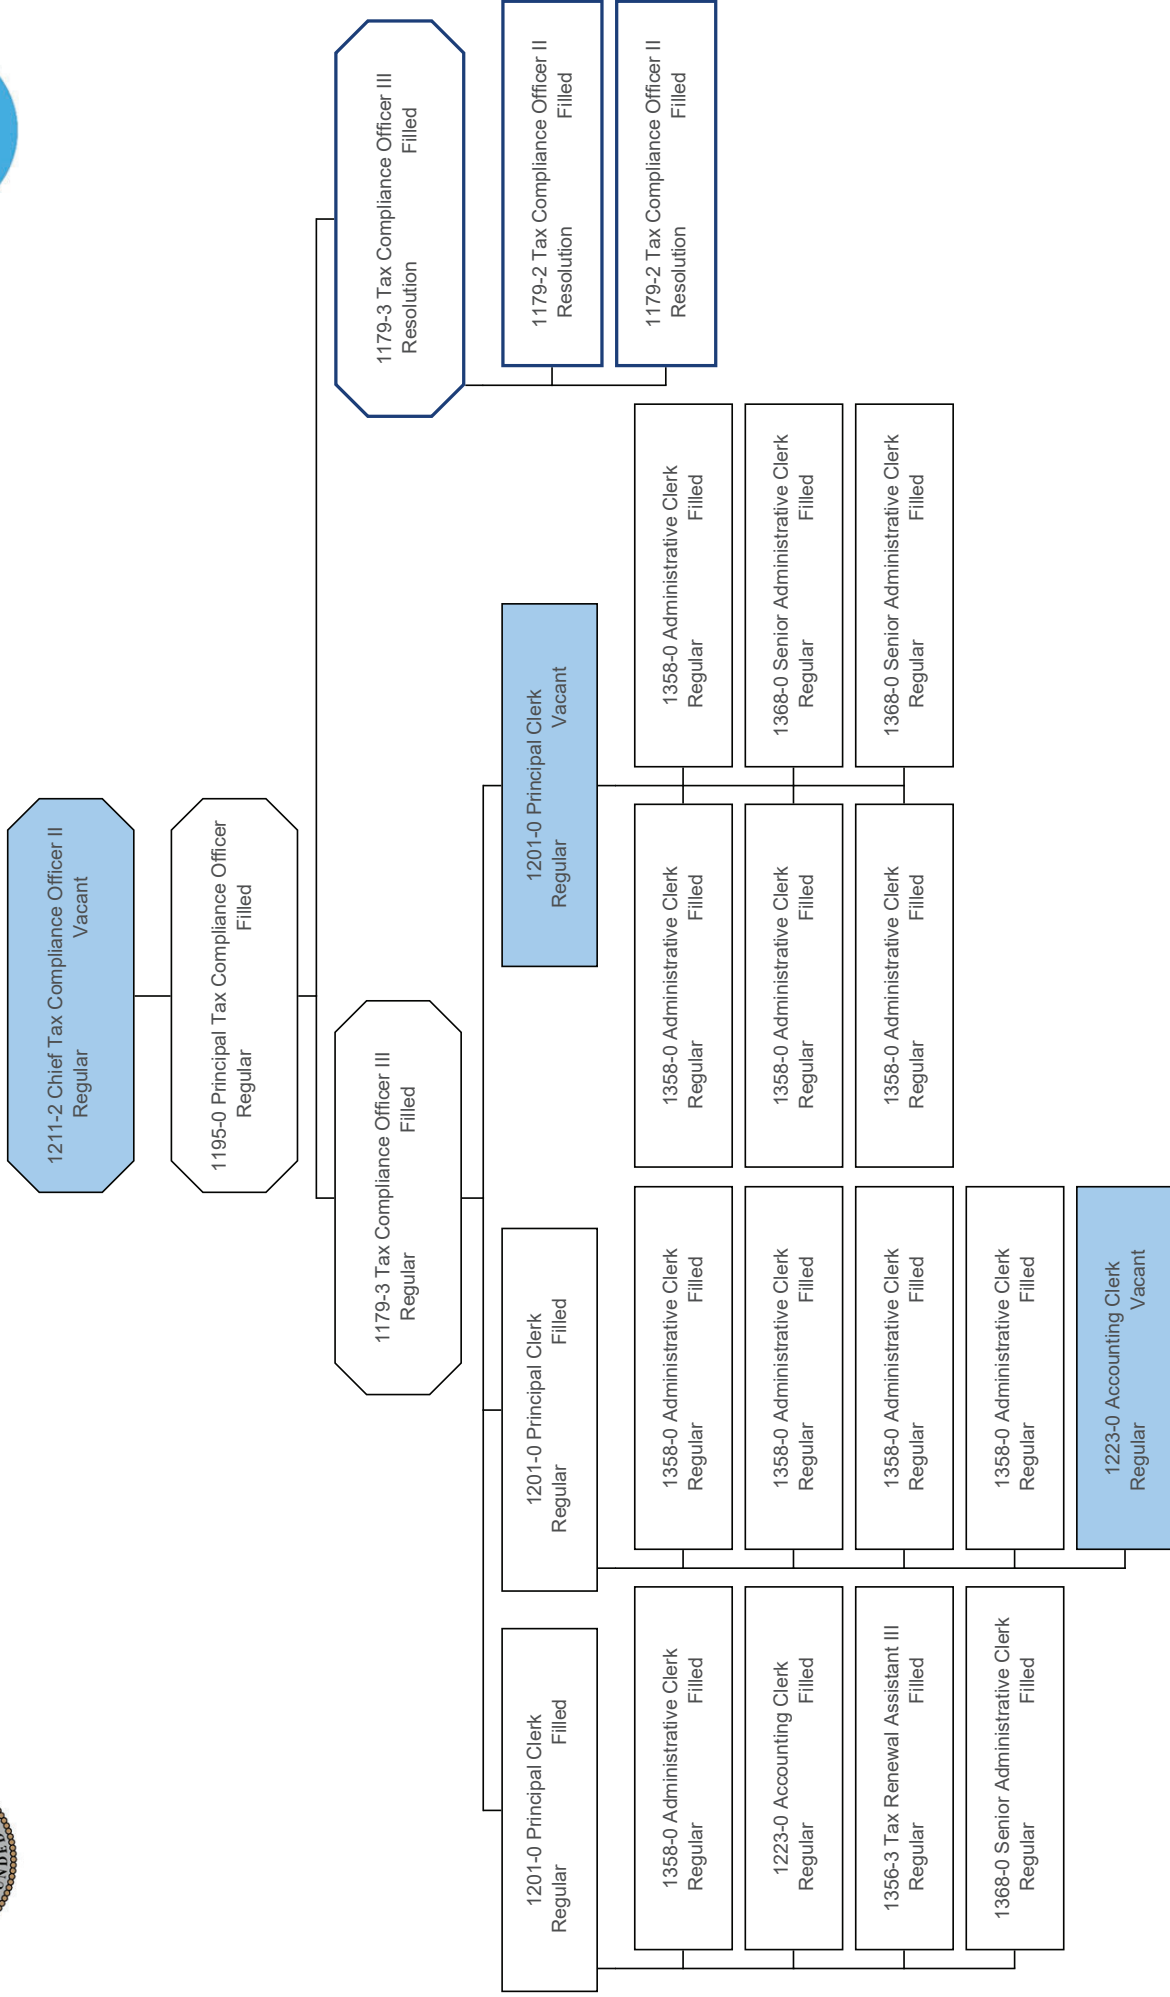 UNDED
1211-2 Chief Tax Compliance Officer II
Regular Vacant
1195-0 Principal Tax Compliance Officer
Regular Filled
1179-3 Tax Compliance Officer III
Regular Filled
1179-3 Tax Compliance Officer III
Resolution Filled
1201-0 Principal Clerk
Regular Filled
1358-0 Administrative Clerk
Regular Filled
1223-0 Accounting Clerk
Regular Filled
1356-3 Tax Renewal Assistant III
Regular Filled
1368-0 Senior Administrative Clerk
Regular Filled
1201-0 Principal Clerk
Regular Filled
1358-0 Administrative Clerk
Regular Filled
1358-0 Administrative Clerk
Regular Filled
1358-0 Administrative Clerk
Regular Filled
1358-0 Administrative Clerk
Regular Filled
1223-0 Accounting Clerk
Regular Vacant
1201-0 Principal Clerk
Regular Vacant
1358-0 Administrative Clerk
Regular Filled
1358-0 Administrative Clerk
Regular Filled
1358-0 Administrative Clerk
Regular Filled
1368-0 Senior Administrative Clerk
Regular Filled
1358-0 Administrative Clerk
Regular Filled
1368-0 Senior Administrative Clerk
Regular Filled
1179-2 Tax Compliance Officer II
Resolution Filled
1179-2 Tax Compliance Officer II
Resolution Filled